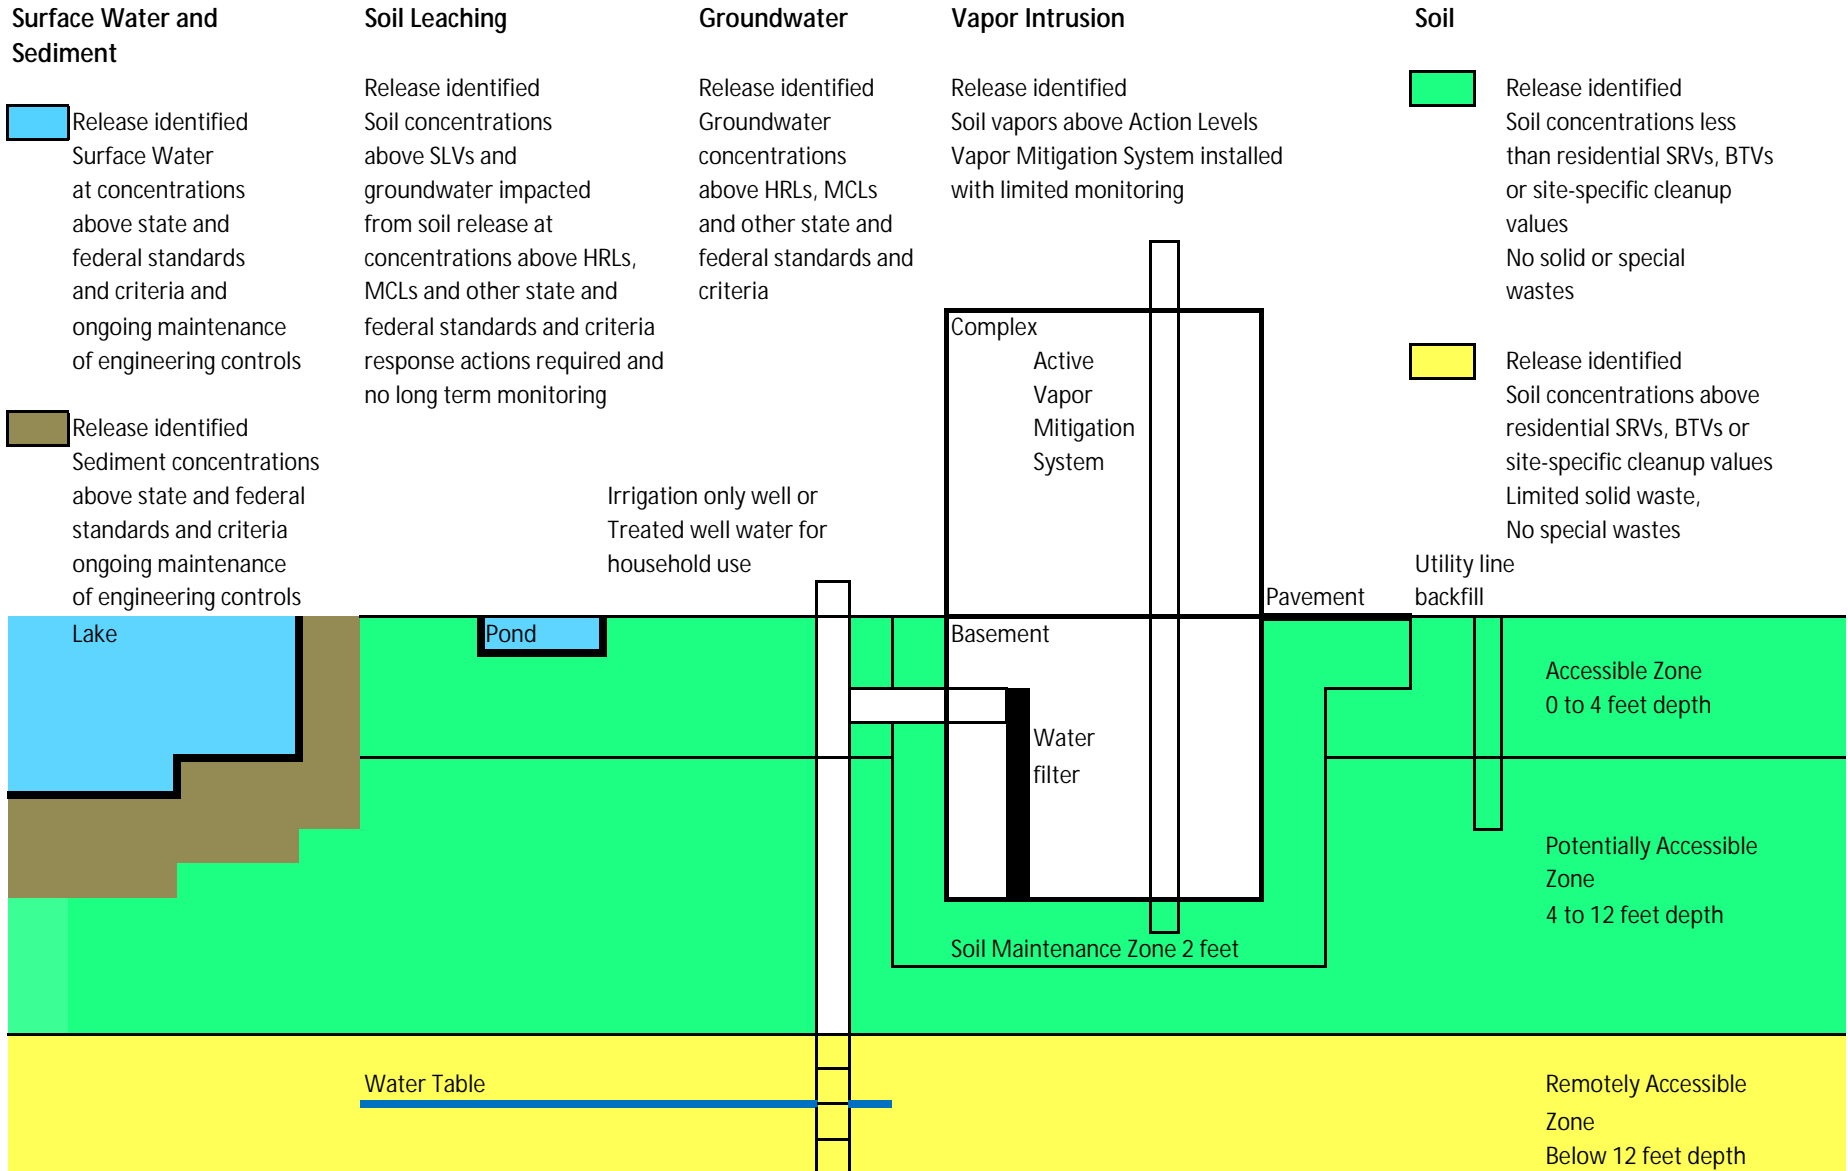 Surface Water and
Sediment
Release identified
Surface Water
at concentrations
above state and
federal standards
and criteria and
ongoing maintenance
of engineering controls
Release identified
Sediment concentrations
above state and federal
standards and criteria
ongoing maintenance
of engineering controls
Lake
Soil Leaching
Release identified
Soil concentrations
above SLVs and
groundwater impacted
from soil release at
concentrations above HRLs,
MCLs and other state and
federal standards and criteria
response actions required and
no long term monitoring
Pond
Groundwater
Release identified
Groundwater
concentrations
above HRLs, MCLs
and other state and
federal standards and
criteria
Irrigation only well or
Treated well water for
household use
Vapor Intrusion
Release identified
Soil vapors above Action Levels
Vapor Mitigation System installed
with limited monitoring
Complex
Active
Vapor
Mitigation
System
Pavement
Basement
Water
filter
Soil Maintenance Zone 2 feet
Soil
Release identified
Soil concentrations less
than residential SRVs, BTVs
or site-specific cleanup
values
No solid or special
wastes
Release identified
Soil concentrations above
residential SRVs, BTVs or
site-specific cleanup values
Limited solid waste,
No special wastes
Utility line
backfill
Accessible Zone
0 to 4 feet depth
Potentially Accessible
Zone
4 to 12 feet depth
Water Table
Remotely Accessible
Zone
Below 12 feet depth